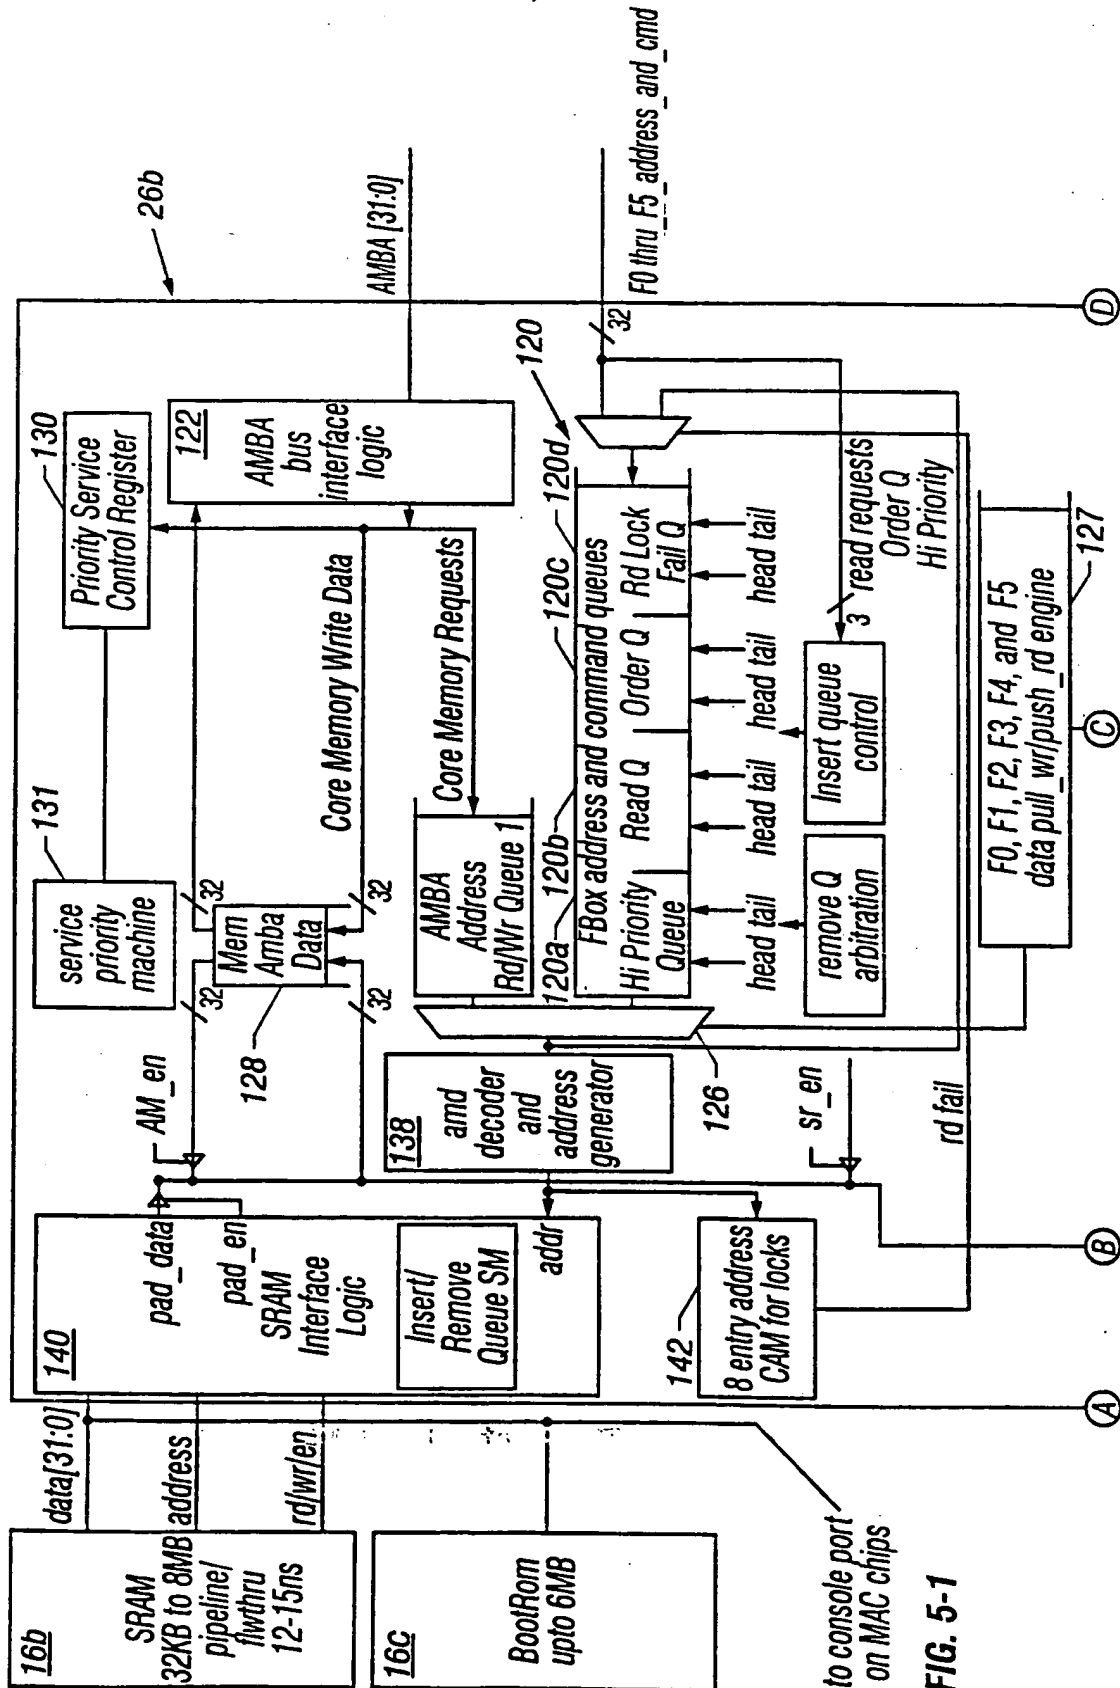 16b
SRAM
32KB to 8MB
pipeline/
flwthru
12-15ns
data[31:0]
address
rd/wr/en
16c
BootRom
upto 6MB
to console port
on MAC chips
140
pad_data
pad_en
SRAM
Interface
Logic
Insert/
Remove
Queue SM
addr
AM_en
142
8 entry address
CAM for locks
138
amd
decoder
and
address
generator
128
Mem
Amba
Data
32
32
32
32
131
service
priority
machine
130
Priority Service
Control Register
122
AMBA
bus
interface
logic
26b
AMBA [31:0]
Core Memory Write Data
Core Memory Requests
AMBA
Address
Rd/Wr Queue 1
120a
120b
120c
120d
120
FBox address and command queues
Hi Priority
Queue
Read Q
Order Q
Rd Lock
Fail Q
head tail
head tail
head tail
head tail
remove Q
arbitration
Insert queue
control
3
read requests
Order Q
Hi Priority
32
F0 thru F5 address_and_cmd
126
sr_en
rd fail
F0, F1, F2, F3, F4, and F5
data pull_wr/push_rd engine
127
A
B
C
D
FIG. 5-1